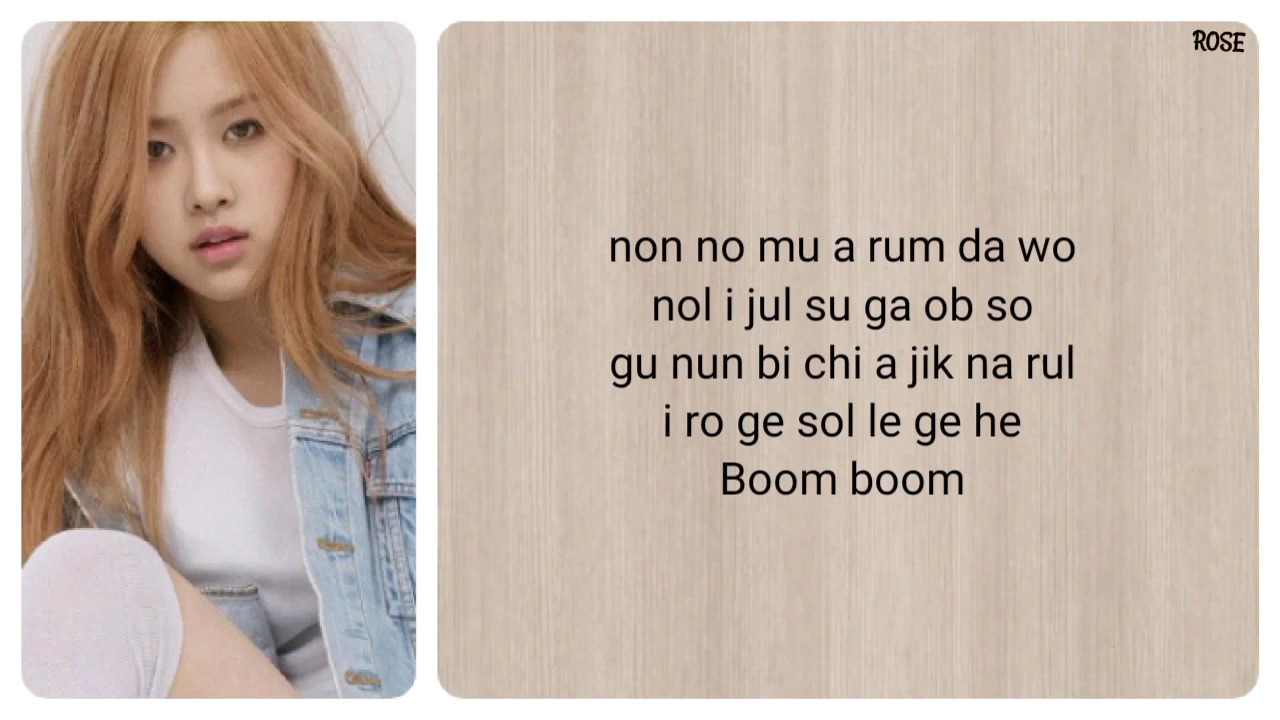 ROSE
non no mu a rum da wo
nol i jul su ga ob so
gu nun bi chi a jik na rul
i ro ge sol le ge he
Boom boom